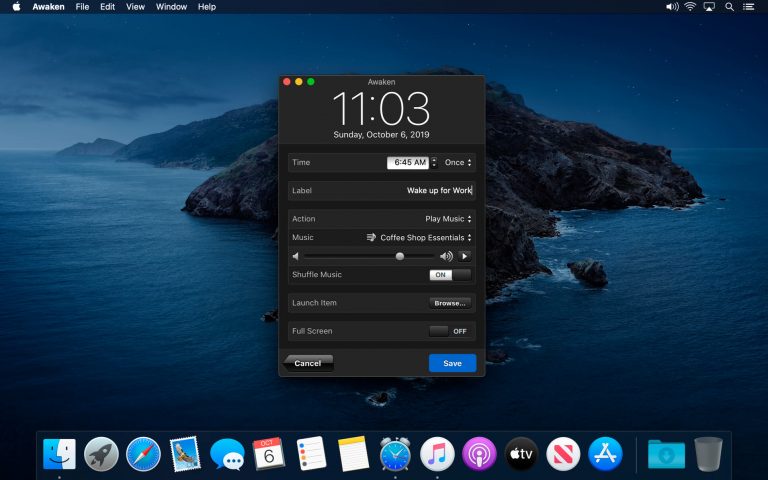 Awaken File Edit View Window Help
Awaken
11:03
Sunday, October 6, 2019
Time 6:45 AM Once
Label Wake up for Work
Action Play Music
Music Coffee Shop Essentials
Shuffle Music ON
Launch Item Browse...
Full Screen OFF
Cancel Save
OCT
6
tv